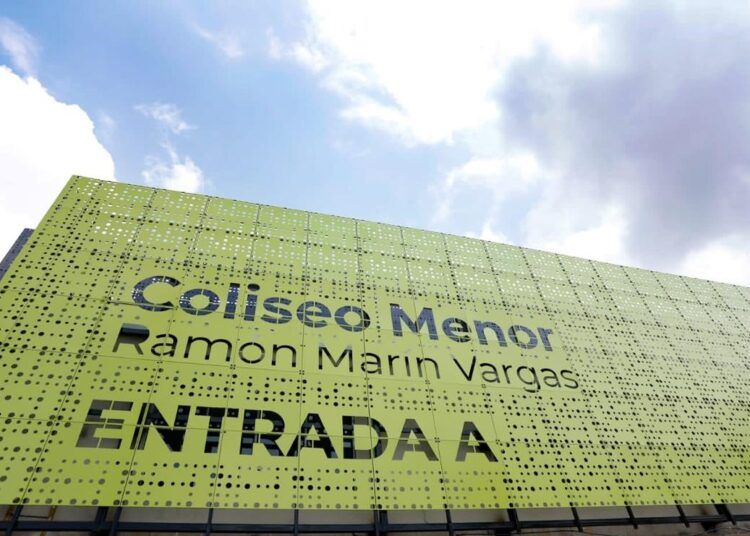 Coliseo Menor
Ramon Marin Vargas
ENTRADA A